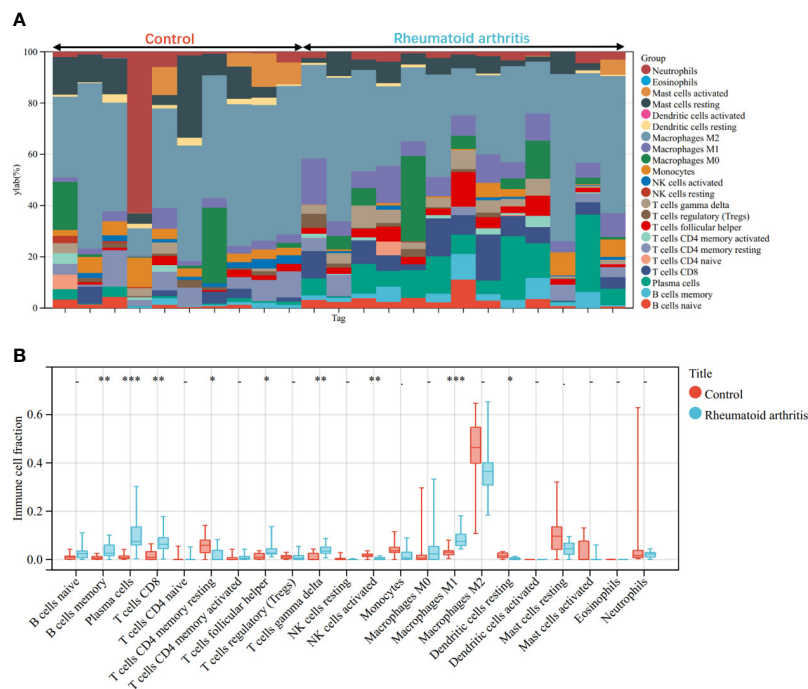 A
Control
Rheumatoid arthritis
100
80
60
40
20
0
ylab(%)
Tag
Group
Neutrophils
Eosinophils
Mast cells activated
Mast cells resting
Dendritic cells activated
Dendritic cells resting
Macrophages M2
Macrophages M1
Macrophages M0
Monocytes
NK cells activated
NK cells resting
T cells gamma delta
T cells regulatory (Tregs)
T cells follicular helper
T cells CD4 memory activated
T cells CD4 memory resting
T cells CD4 naive
T cells CD8
Plasma cells
B cells memory
B cells naive
B
- ** *** ** - * - * - ** - ** . - *** - * - . - - -
Title
Control
Rheumatoid arthritis
0.6
0.4
0.2
0.0
Immune cell fraction
B cells naive
B cells memory
Plasma cells
T cells CD8
T cells CD4 naive
T cells CD4 memory resting
T cells CD4 memory activated
T cells follicular helper
T cells regulatory (Tregs)
T cells gamma delta
NK cells resting
NK cells activated
Monocytes
Macrophages M0
Macrophages M1
Macrophages M2
Dendritic cells resting
Dendritic cells activated
Mast cells resting
Mast cells activated
Eosinophils
Neutrophils